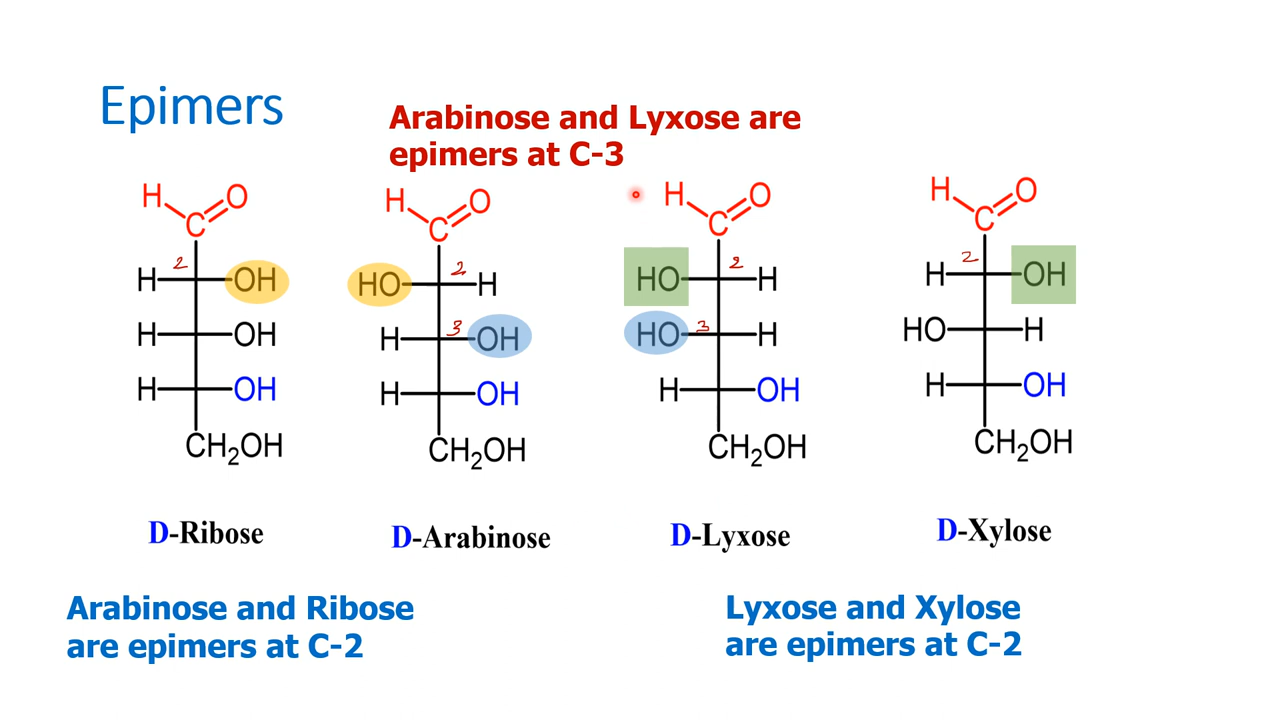 Epimers
Arabinose and Lyxose are
epimers at C-3
H O
C
2
H OH
H OH
H OH
CH₂OH
D-Ribose
H O
C
2
HO H
3
H OH
H OH
CH₂OH
D-Arabinose
H O
C
2
HO H
3
HO H
H OH
CH₂OH
D-Lyxose
H O
C
2
H OH
HO H
H OH
CH₂OH
D-Xylose
Arabinose and Ribose
are epimers at C-2
Lyxose and Xylose
are epimers at C-2